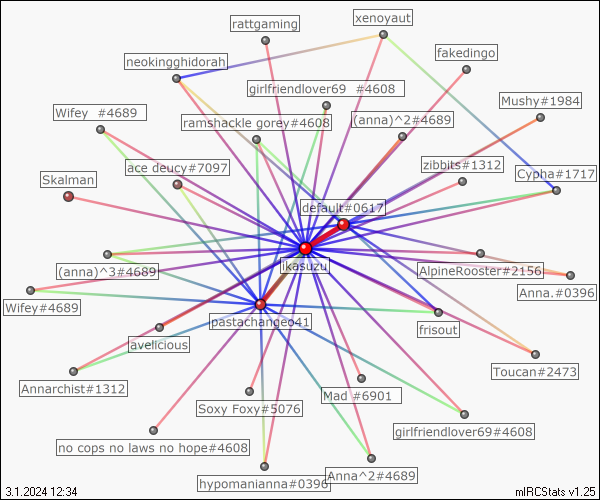 xenoyaut
rattgaming
fakedingo
neokingghidorah
girlfriendlover69 #4608
Mushy#1984
Wifey #4689
ramshackle gorey#4608
(anna)^2#4689
ace deucy#7097
zibbits#1312
Cypha#1717
Skalman
default#0617
ikasuzu
(anna)^3#4689
AlpineRooster#2156
Anna.#0396
Wifey#4689
pastachangeo41
frisout
avelicious
Toucan#2473
Annarchist#1312
Mad #6901
Soxy Foxy#5076
girlfriendlover69#4608
no cops no laws no hope#4608
Anna^2#4689
hypomanianna#0396
3.1.2024 12:34
mIRCStats v1.25